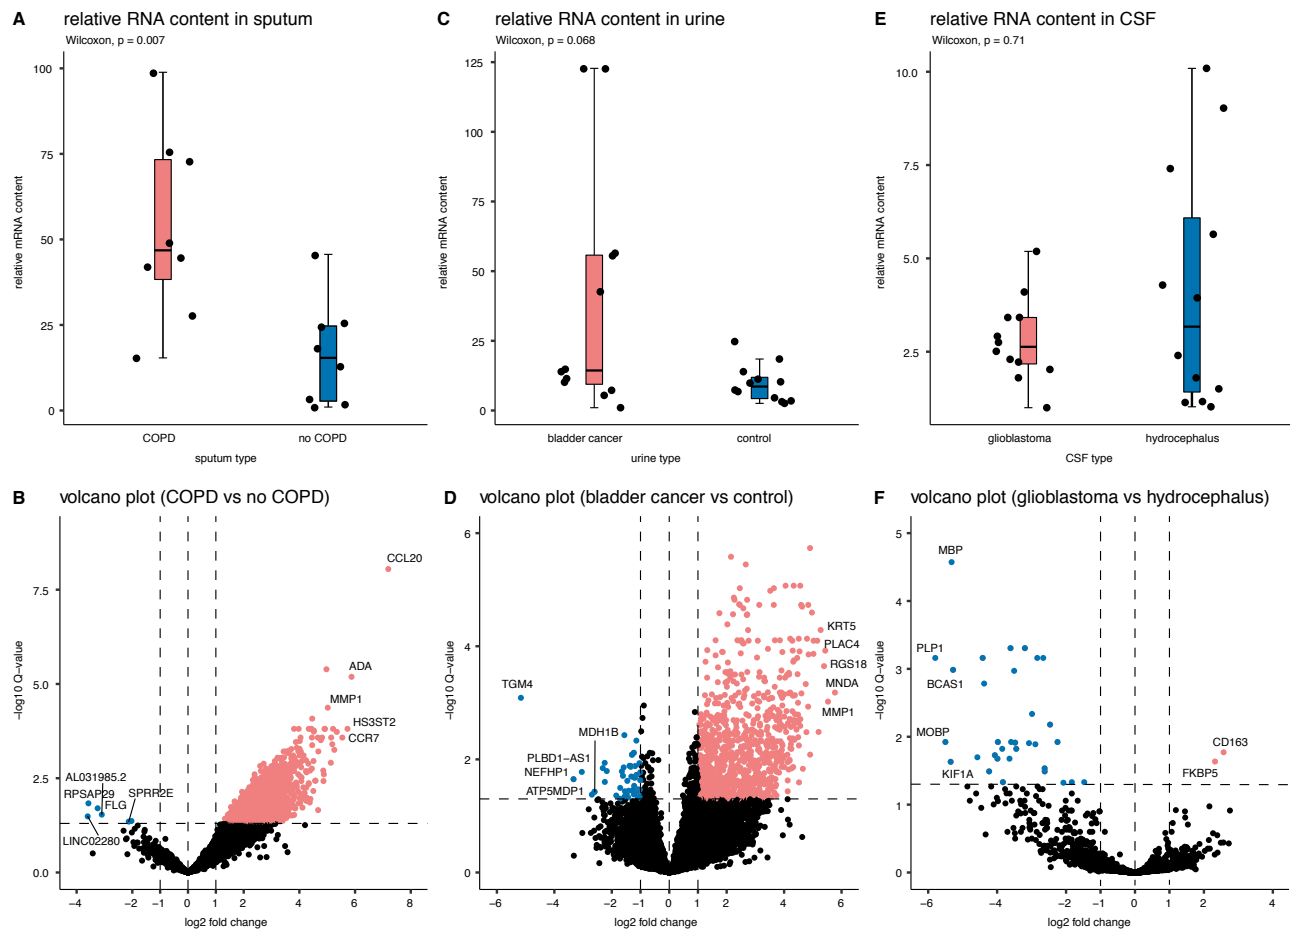 A relative RNA content in sputum
Wilcoxon, p = 0.007
relative mRNA content
100
75
50
25
0
COPD no COPD
sputum type
C relative RNA content in urine
Wilcoxon, p = 0.068
relative mRNA content
125
100
75
50
25
0
bladder cancer control
urine type
E relative RNA content in CSF
Wilcoxon, p = 0.71
relative mRNA content
10.0
7.5
5.0
2.5
glioblastoma hydrocephalus
CSF type
B volcano plot (COPD vs no COPD)
−log10 Q−value
7.5
5.0
2.5
0.0
CCL20
ADA
MMP1
HS3ST2
CCR7
AL031985.2
RPSAP29
FLG
SPRR2E
LINC02280
−4 −2 −1 0 1 2 4 6 8
log2 fold change
D volcano plot (bladder cancer vs control)
−log10 Q−value
6
4
2
0
KRT5
PLAC4
RGS18
MNDA
MMP1
TGM4
MDH1B
PLBD1−AS1
NEFHP1
ATP5MDP1
−6 −4 −2 −1 0 1 2 4 6
log2 fold change
F volcano plot (glioblastoma vs hydrocephalus)
−log10 Q−value
5
4
3
2
1
0
MBP
PLP1
BCAS1
MOBP
KIF1A
CD163
FKBP5
−6 −4 −2 −1 0 1 2 4
log2 fold change